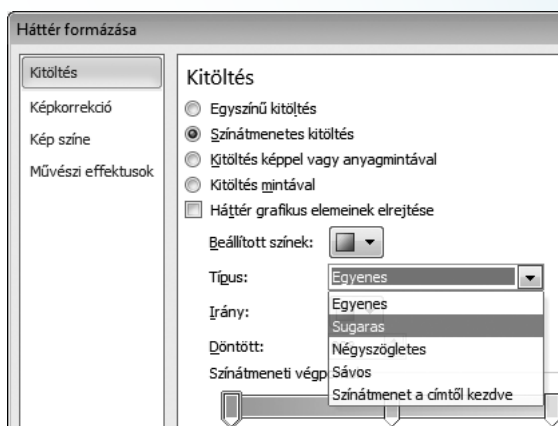 Háttér formázása
Kitöltés
Képkorrekció
Kép színe
Művészi effektusok
Kitöltés
Egyszínű kitöltés
Színátmenetes kitöltés
Kitöltés képpel vagy anyagmintával
Kitöltés mintával
Háttér grafikus elemeinek elrejtése
Beállított színek:
Típus: Egyenes
Egyenes
Irány:
Sugaras
Döntött: Négyszögletes
Sávos
Színátmeneti
Színátmenet a címtől kezdve